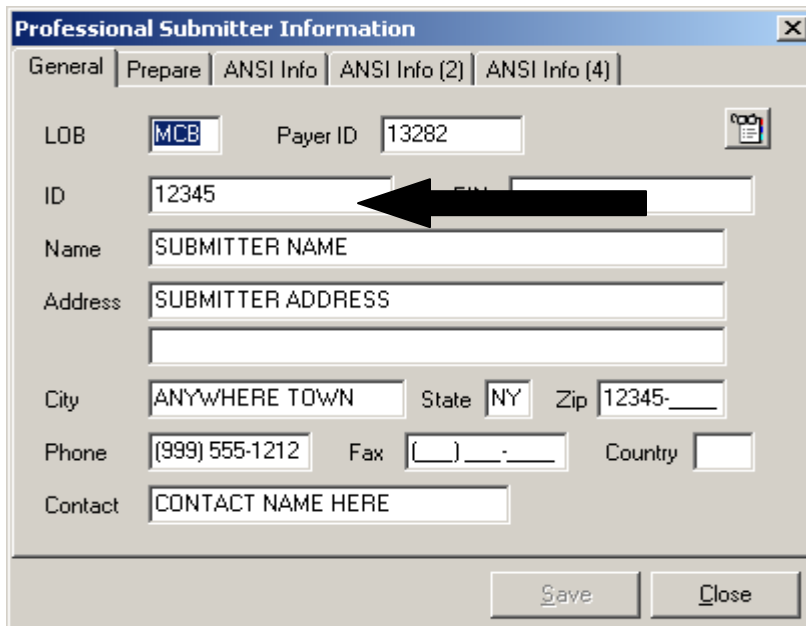 Professional Submitter Information
General Prepare ANSI Info ANSI Info (2) ANSI Info (4)
LOB MCB Payer ID 13282
ID 12345
Name SUBMITTER NAME
Address SUBMITTER ADDRESS
City ANYWHERE TOWN State NY Zip 12345-____
Phone (999) 555-1212 Fax (___) ___-____ Country
Contact CONTACT NAME HERE
Save Close